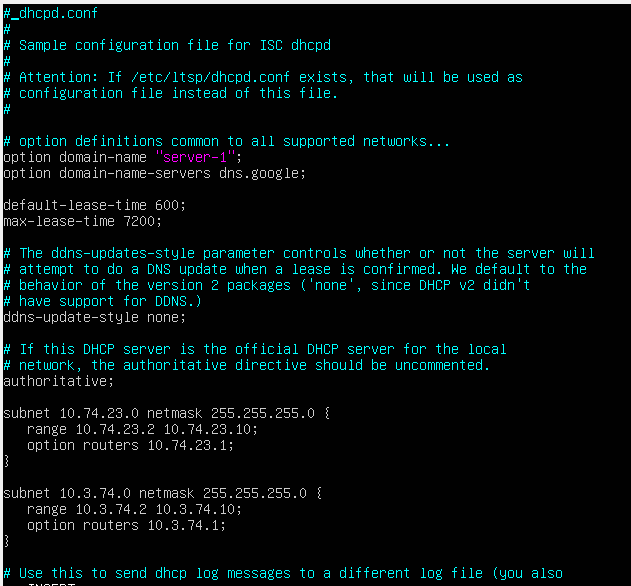 #_dhcpd.conf
#
# Sample configuration file for ISC dhcpd
#
# Attention: If /etc/ltsp/dhcpd.conf exists, that will be used as
# configuration file instead of this file.
#
# option definitions common to all supported networks...
option domain-name "server-1";
option domain-name-servers dns.google;
default-lease-time 600;
max-lease-time 7200;
# The ddns-updates-style parameter controls whether or not the server will
# attempt to do a DNS update when a lease is confirmed. We default to the
# behavior of the version 2 packages ('none', since DHCP v2 didn't
# have support for DDNS.)
ddns-update-style none;
# If this DHCP server is the official DHCP server for the local
# network, the authoritative directive should be uncommented.
authoritative;
subnet 10.74.23.0 netmask 255.255.255.0 {
range 10.74.23.2 10.74.23.10;
option routers 10.74.23.1;
}
subnet 10.3.74.0 netmask 255.255.255.0 {
range 10.3.74.2 10.3.74.10;
option routers 10.3.74.1;
}
# Use this to send dhcp log messages to a different log file (you also